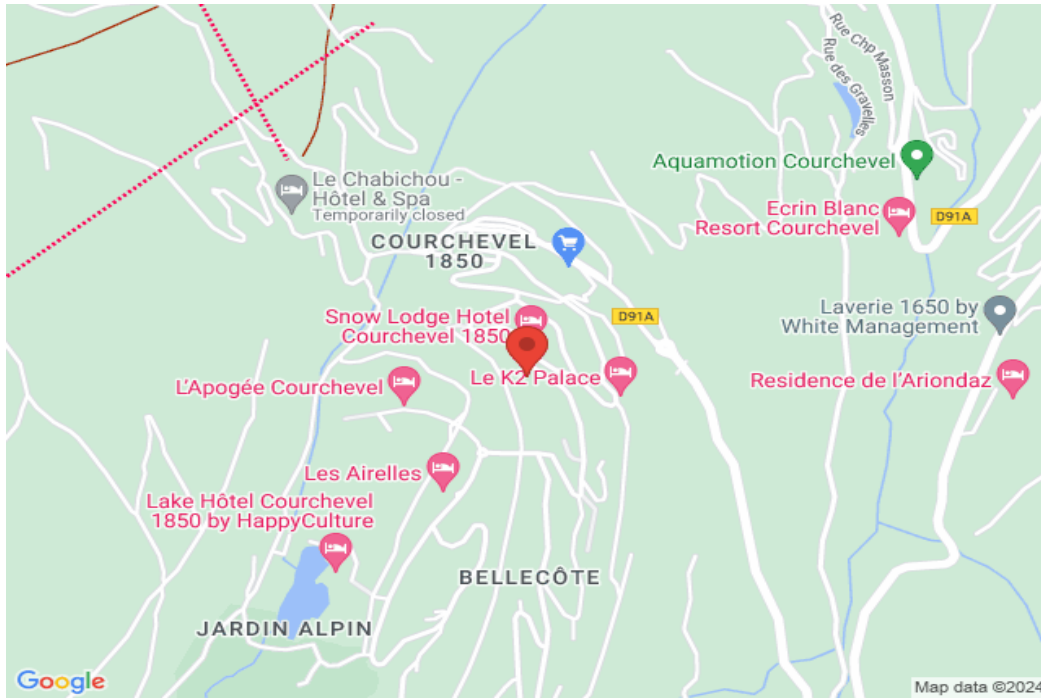 Rue Chp Masson
Rue des Gravelles
Aquamotion Courchevel
Le Chabichou -
Hôtel & Spa
Temporarily closed
Ecrin Blanc
Resort Courchevel
D91A
COURCHEVEL
1850
Snow Lodge Hotel
Courchevel 1850
D91A
Laverie 1650 by
White Management
L'Apogée Courchevel
Le K2 Palace
Residence de l'Ariondaz
Les Airelles
Lake Hôtel Courchevel
1850 by HappyCulture
BELLECÔTE
JARDIN ALPIN
Google
Map data ©2024